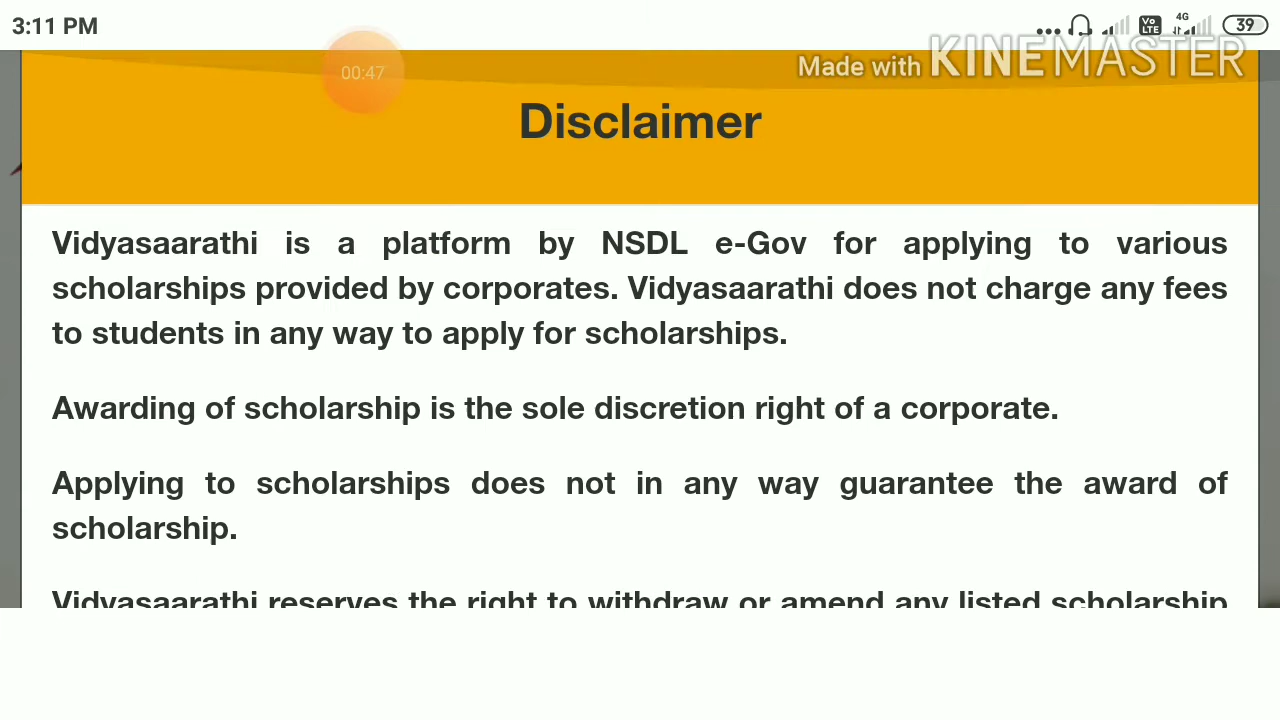 3:11 PM
Vo LTE
4G
39
00:47
Made with KINEMASTER
Disclaimer
Vidyasaarathi is a platform by NSDL e-Gov for applying to various
scholarships provided by corporates. Vidyasaarathi does not charge any fees
to students in any way to apply for scholarships.
Awarding of scholarship is the sole discretion right of a corporate.
Applying to scholarships does not in any way guarantee the award of
scholarship.
Vidyasaarathi reserves the right to withdraw or amend any listed scholarship